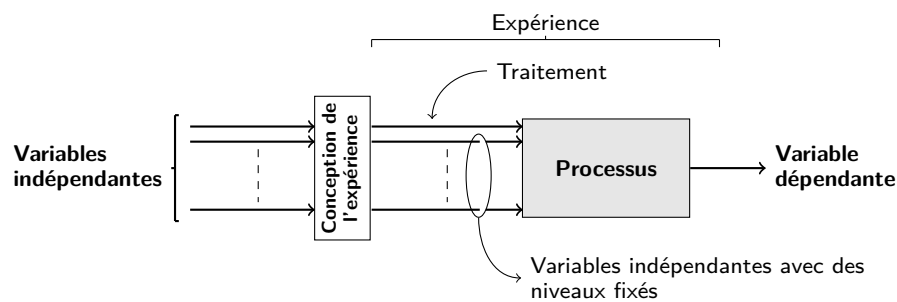 Expérience
Traitement
Variables
indépendantes
Conception de
l'expérience
Processus
Variable
dépendante
Variables indépendantes avec des
niveaux fixés